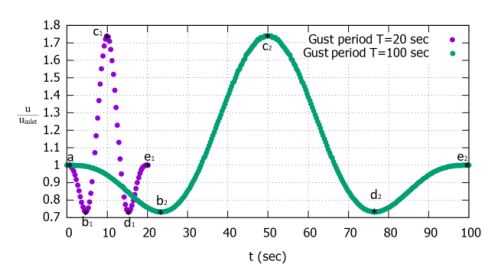 1.8
1.7
1.6
1.5
1.4
1.3
1.2
1.1
1
0.9
0.8
0.7
u
u_inlet
0 10 20 30 40 50 60 70 80 90 100
t (sec)
Gust period T=20 sec
Gust period T=100 sec
a
b1
c1
d1
e1
b2
c2
d2
e2